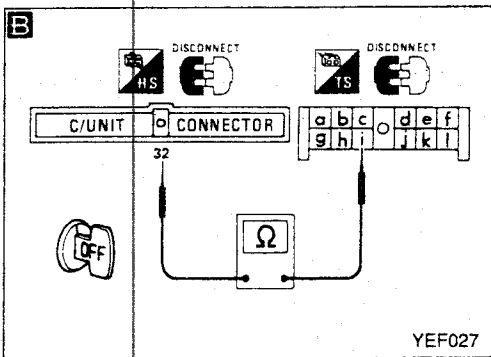 B
DISCONNECT DISCONNECT
HS TS
C/UNIT O CONNECTOR
a b c d e f
g h i j k l
32
OFF
Ω
YEF027